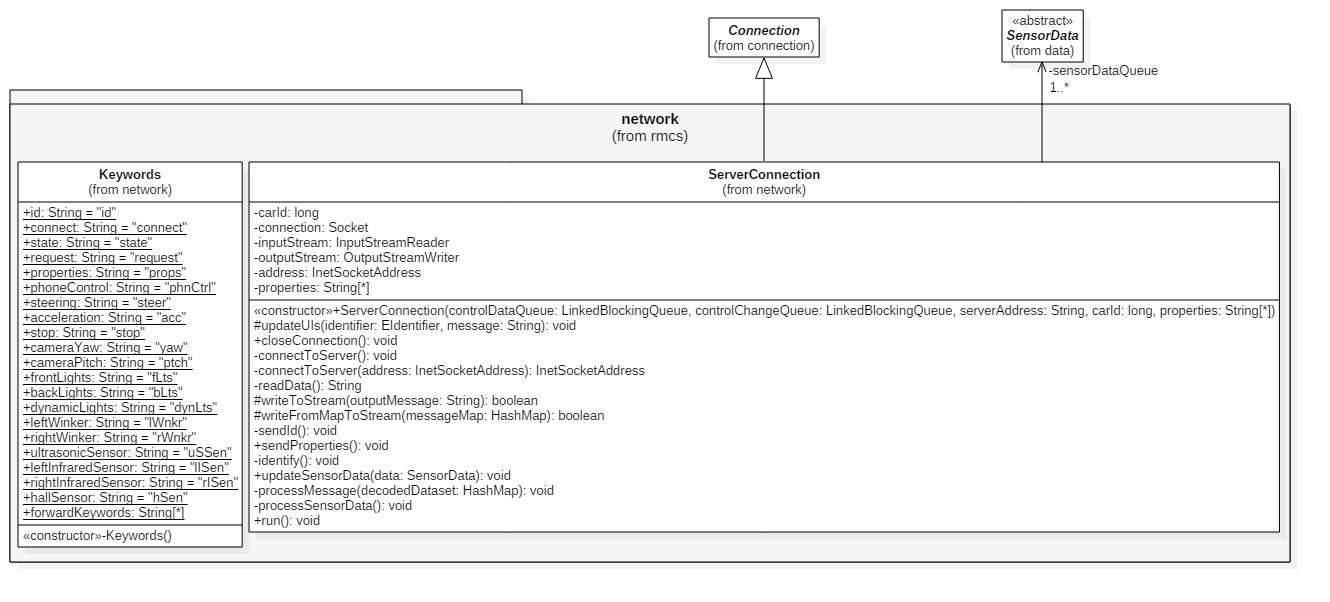 Connection
(from connection)
«abstract»
SensorData
(from data)
-sensorDataQueue
1..*
network
(from rmcs)
Keywords
(from network)
+id: String = "id"
+connect: String = "connect"
+state: String = "state"
+request: String = "request"
+properties: String = "props"
+phoneControl: String = "phnCtrl"
+steering: String = "steer"
+acceleration: String = "acc"
+stop: String = "stop"
+cameraYaw: String = "yaw"
+cameraPitch: String = "ptch"
+frontLights: String = "fLts"
+backLights: String = "bLts"
+dynamicLights: String = "dynLts"
+leftWinker: String = "lWnkr"
+rightWinker: String = "rWnkr"
+ultrasonicSensor: String = "uSSen"
+leftInfraredSensor: String = "lISen"
+rightInfraredSensor: String = "rISen"
+hallSensor: String = "hSen"
+forwardKeywords: String[*]
«constructor»-Keywords()
ServerConnection
(from network)
-carId: long
-connection: Socket
-inputStream: InputStreamReader
-outputStream: OutputStreamWriter
-address: InetSocketAddress
-properties: String[*]
«constructor»+ServerConnection(controlDataQueue: LinkedBlockingQueue, controlChangeQueue: LinkedBlockingQueue, serverAddress: String, carId: long, properties: String[*])
#updateUIs(identifier: EIdentifier, message: String): void
+closeConnection(): void
-connectToServer(): void
-connectToServer(address: InetSocketAddress): InetSocketAddress
-readData(): String
#writeToStream(outputMessage: String): boolean
#writeFromMapToStream(messageMap: HashMap): boolean
-sendId(): void
+sendProperties(): void
-identify(): void
+updateSensorData(data: SensorData): void
-processMessage(decodedDataset: HashMap): void
-processSensorData(): void
+run(): void